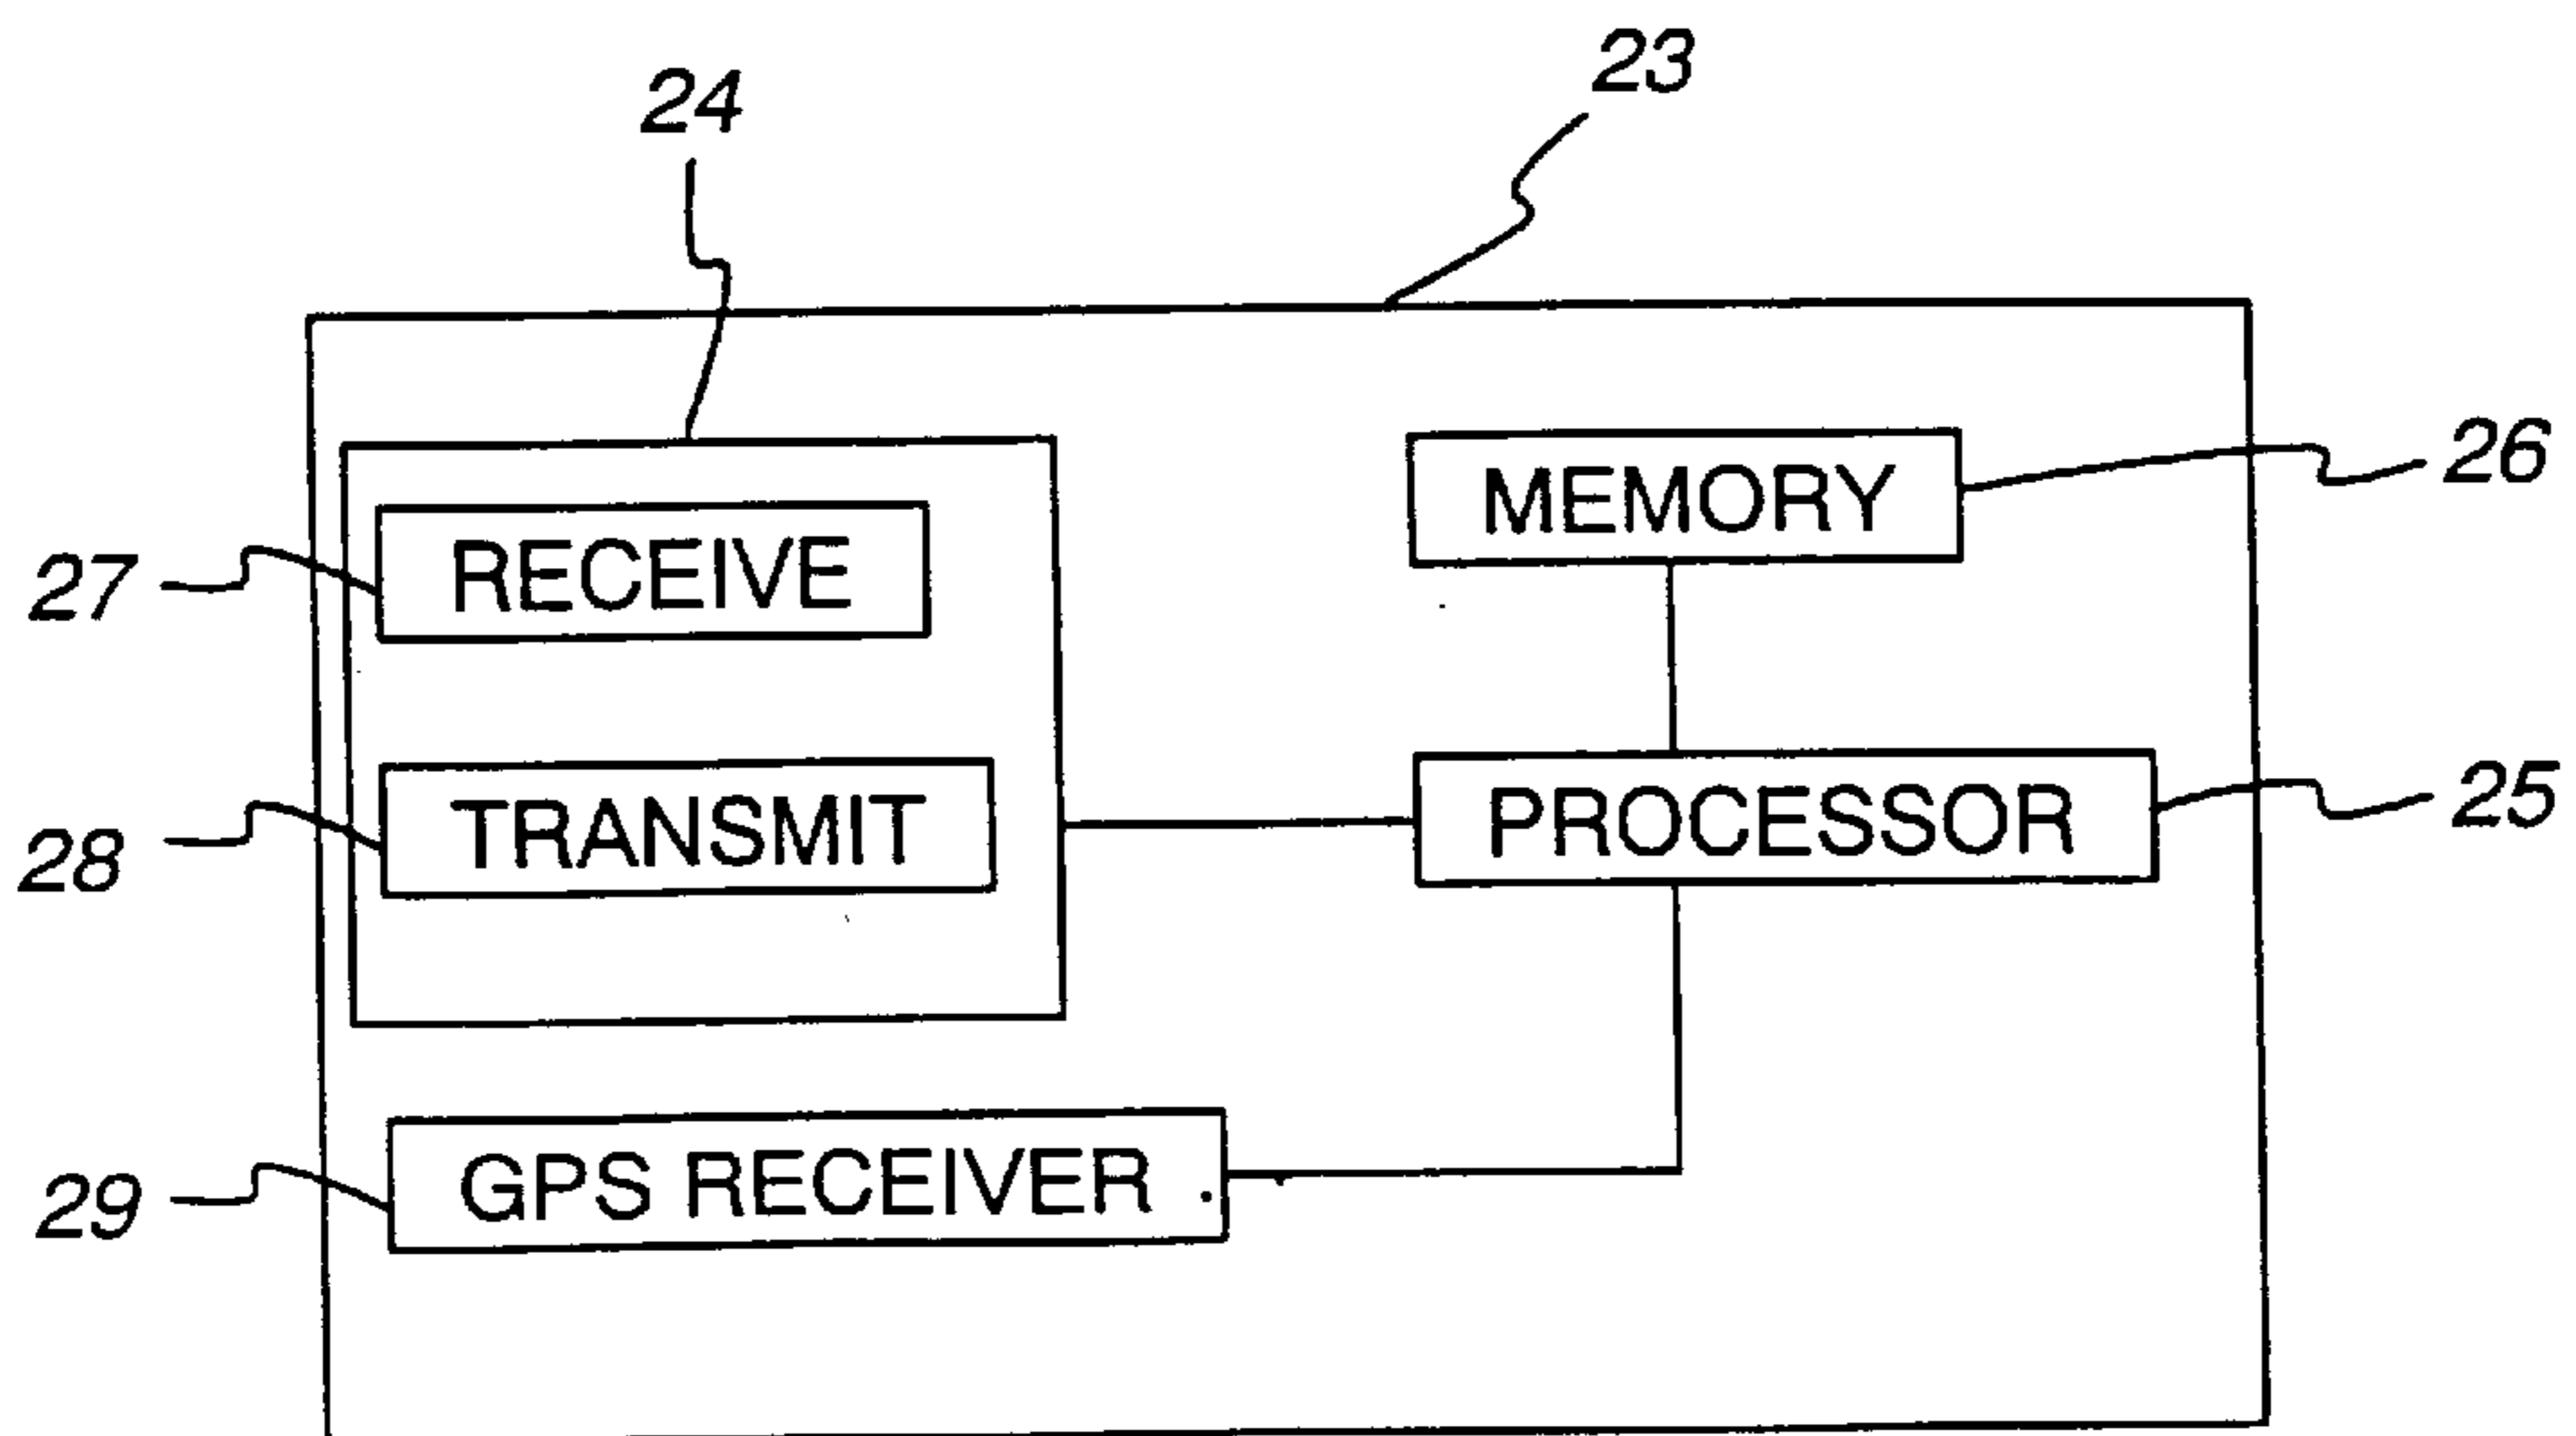 23
24
26
RECEIVE
MEMORY
27
25
TRANSMIT
PROCESSOR
28
GPS RECEIVER
29